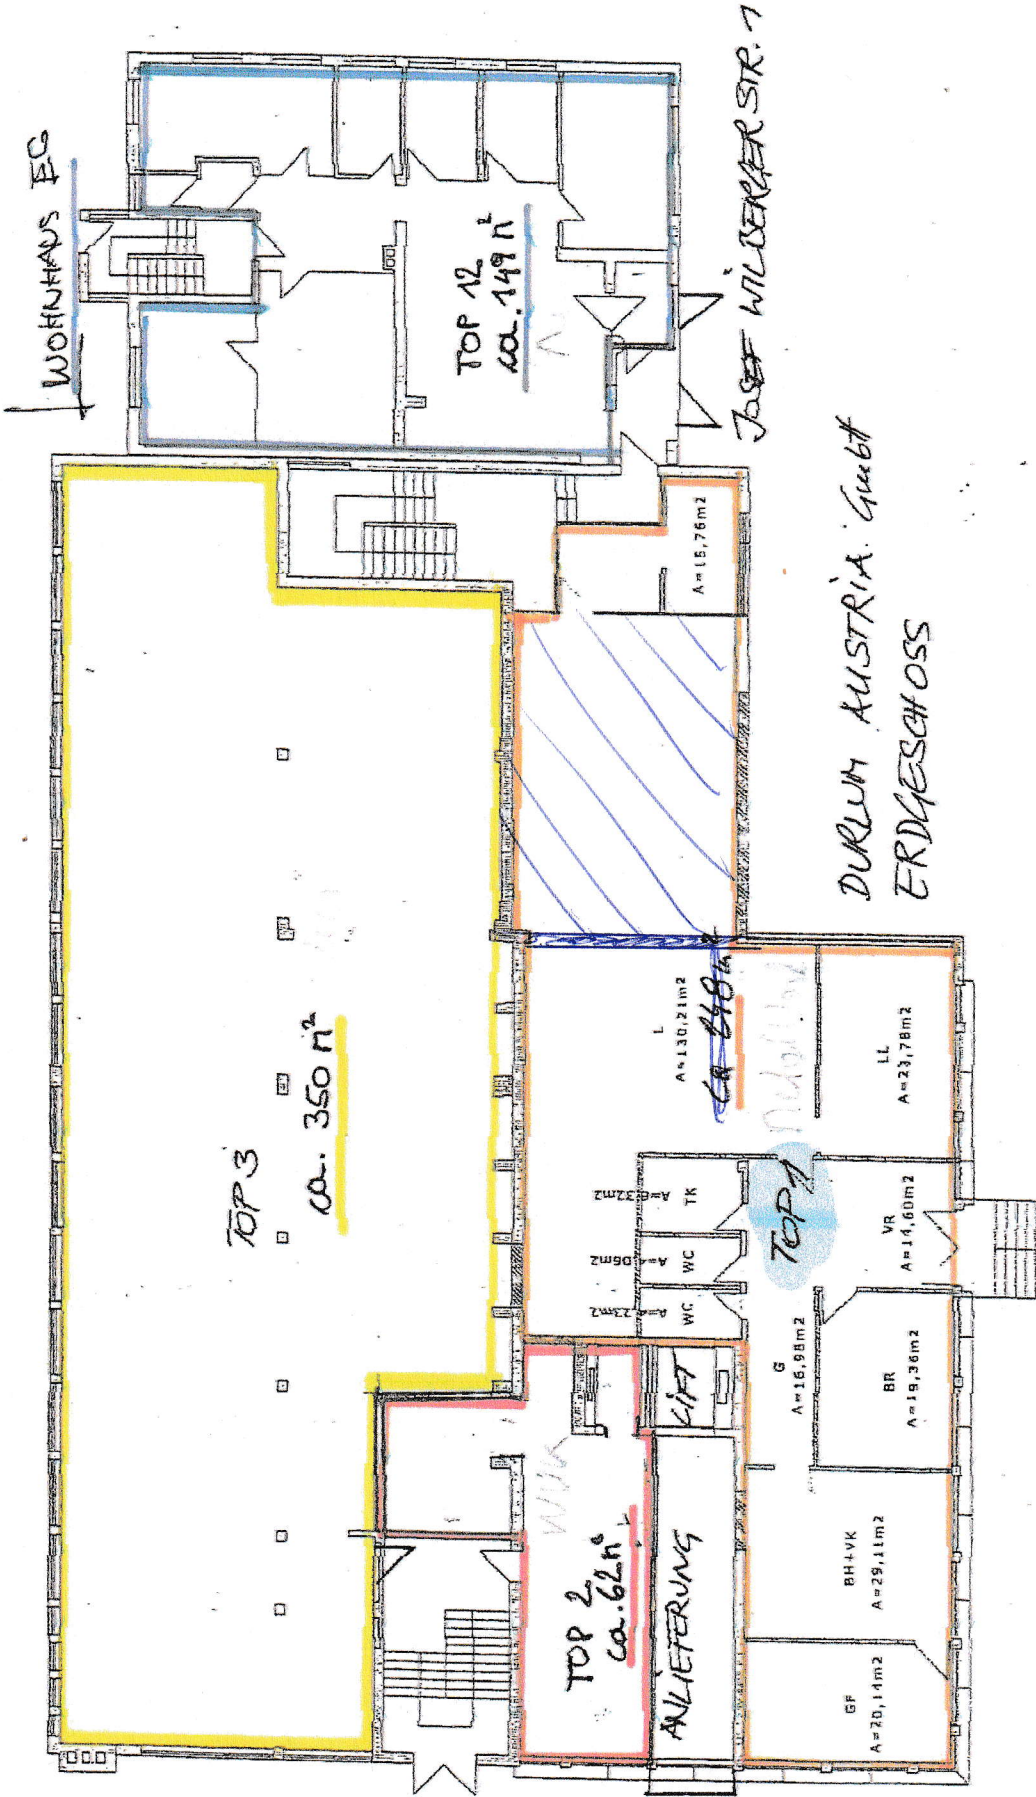 WOHNHAUS EG
TOP 12
ca. 149 m²
JOSEF WILBERGER STR. 1
TOP 3
ca. 350 m²
A=15,76m2
DURLUM AUSTRIA GmbH
ERDGESCHOSS
L
A=130,21m2
LL
A=23,78m2
TK
WC
WC
TOP 1
VR
A=14,60m2
G
A=16,98m2
BR
A=19,36m2
LIFT
TOP 2
ca. 62 m²
ANLIEFERUNG
BH+VK
A=29,11m2
GF
A=20,14m2